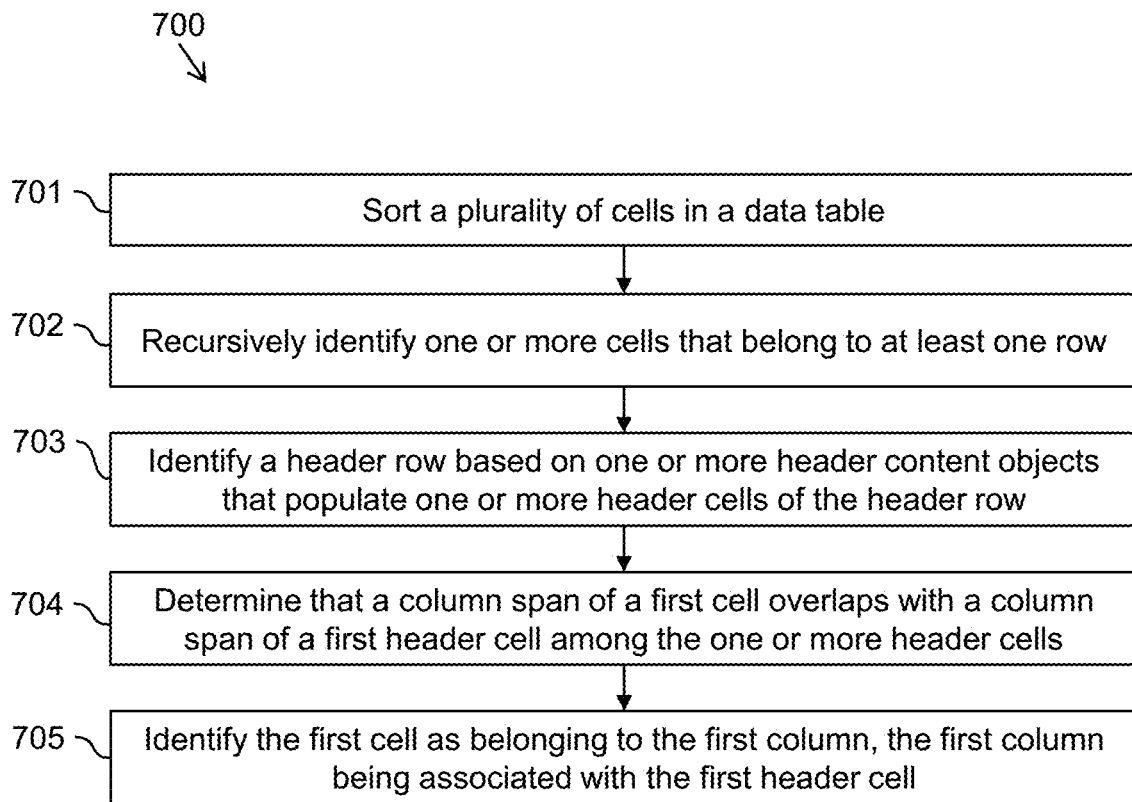 700
701
Sort a plurality of cells in a data table
702
Recursively identify one or more cells that belong to at least one row
703
Identify a header row based on one or more header content objects
that populate one or more header cells of the header row
704
Determine that a column span of a first cell overlaps with a column
span of a first header cell among the one or more header cells
705
Identify the first cell as belonging to the first column, the first column
being associated with the first header cell